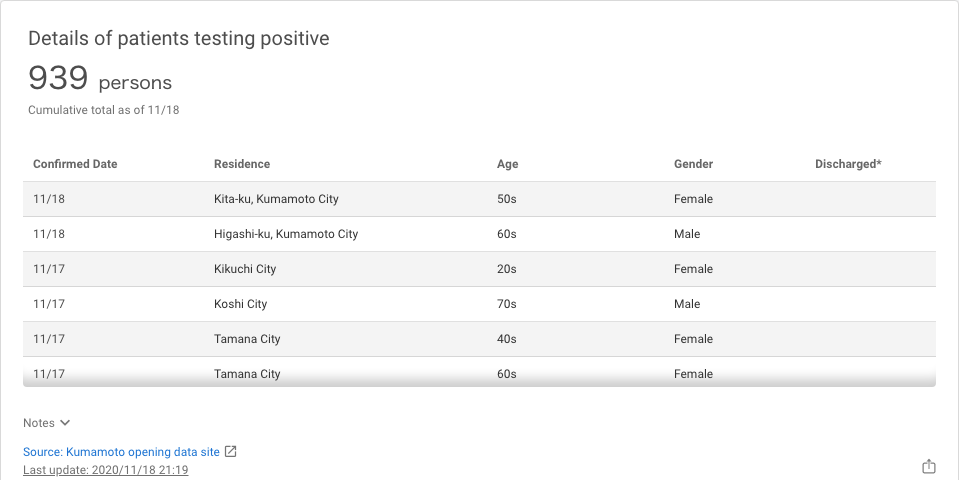 Details of patients testing positive
939 persons
Cumulative total as of 11/18
Confirmed Date Residence Age Gender Discharged*
11/18 Kita-ku, Kumamoto City 50s Female
11/18 Higashi-ku, Kumamoto City 60s Male
11/17 Kikuchi City 20s Female
11/17 Koshi City 70s Male
11/17 Tamana City 40s Female
11/17 Tamana City 60s Female
Notes
Source: Kumamoto opening data site
Last update: 2020/11/18 21:19